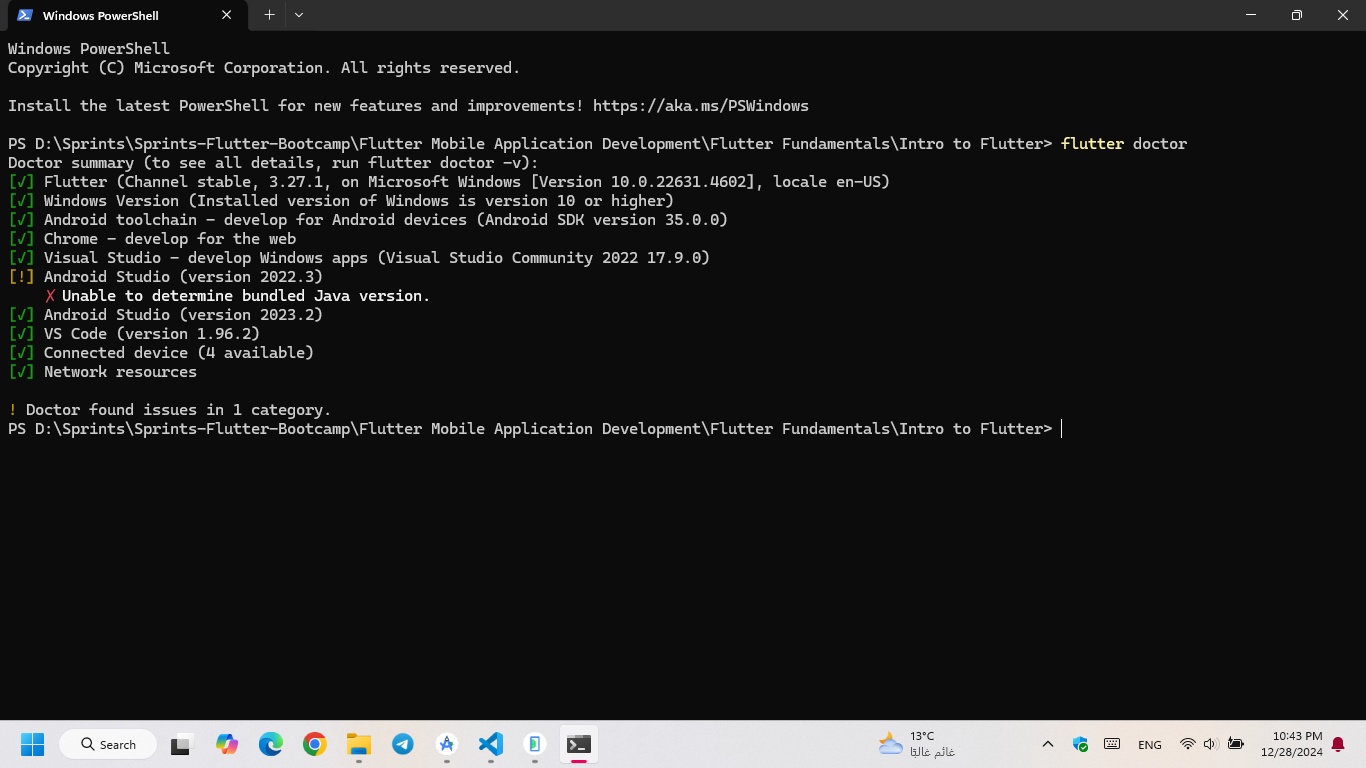 Windows PowerShell
Windows PowerShell
Copyright (C) Microsoft Corporation. All rights reserved.
Install the latest PowerShell for new features and improvements! https://aka.ms/PSWindows
PS D:\Sprints\Sprints-Flutter-Bootcamp\Flutter Mobile Application Development\Flutter Fundamentals\Intro to Flutter> flutter doctor
Doctor summary (to see all details, run flutter doctor -v):
[√] Flutter (Channel stable, 3.27.1, on Microsoft Windows [Version 10.0.22631.4602], locale en-US)
[√] Windows Version (Installed version of Windows is version 10 or higher)
[√] Android toolchain - develop for Android devices (Android SDK version 35.0.0)
[√] Chrome - develop for the web
[√] Visual Studio - develop Windows apps (Visual Studio Community 2022 17.9.0)
[!] Android Studio (version 2022.3)
X Unable to determine bundled Java version.
[√] Android Studio (version 2023.2)
[√] VS Code (version 1.96.2)
[√] Connected device (4 available)
[√] Network resources
! Doctor found issues in 1 category.
PS D:\Sprints\Sprints-Flutter-Bootcamp\Flutter Mobile Application Development\Flutter Fundamentals\Intro to Flutter>
Search
13°C
غائم غالبًا
ENG
10:43 PM
12/28/2024